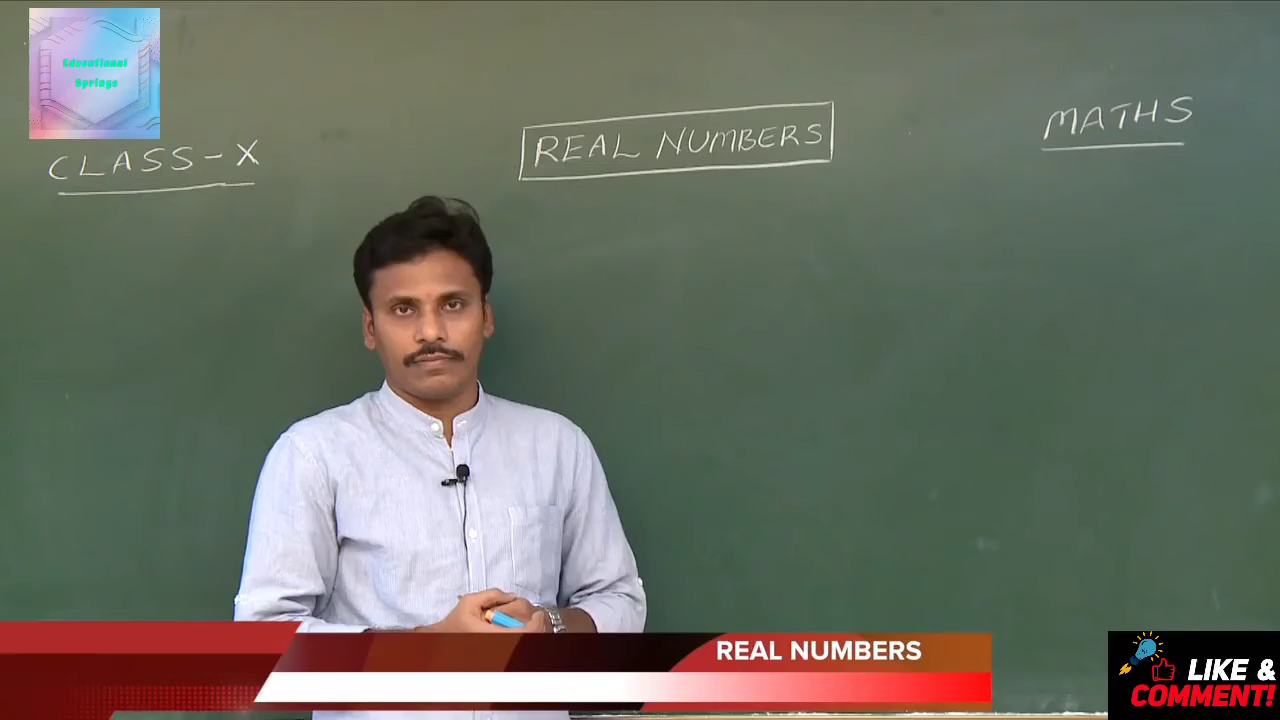 Educational
Springs
CLASS-X
REAL NUMBERS
MATHS
REAL NUMBERS
LIKE &
COMMENT!